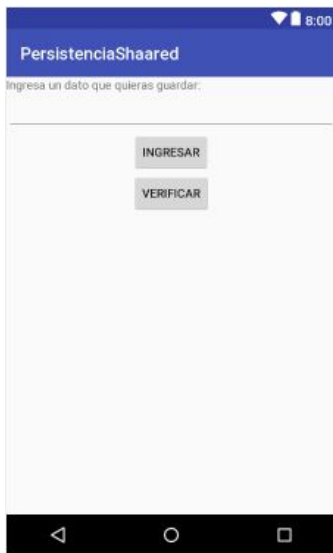 8:00
PersistenciaShaared
Ingresa un dato que quieras guardar:
INGRESAR
VERIFICAR